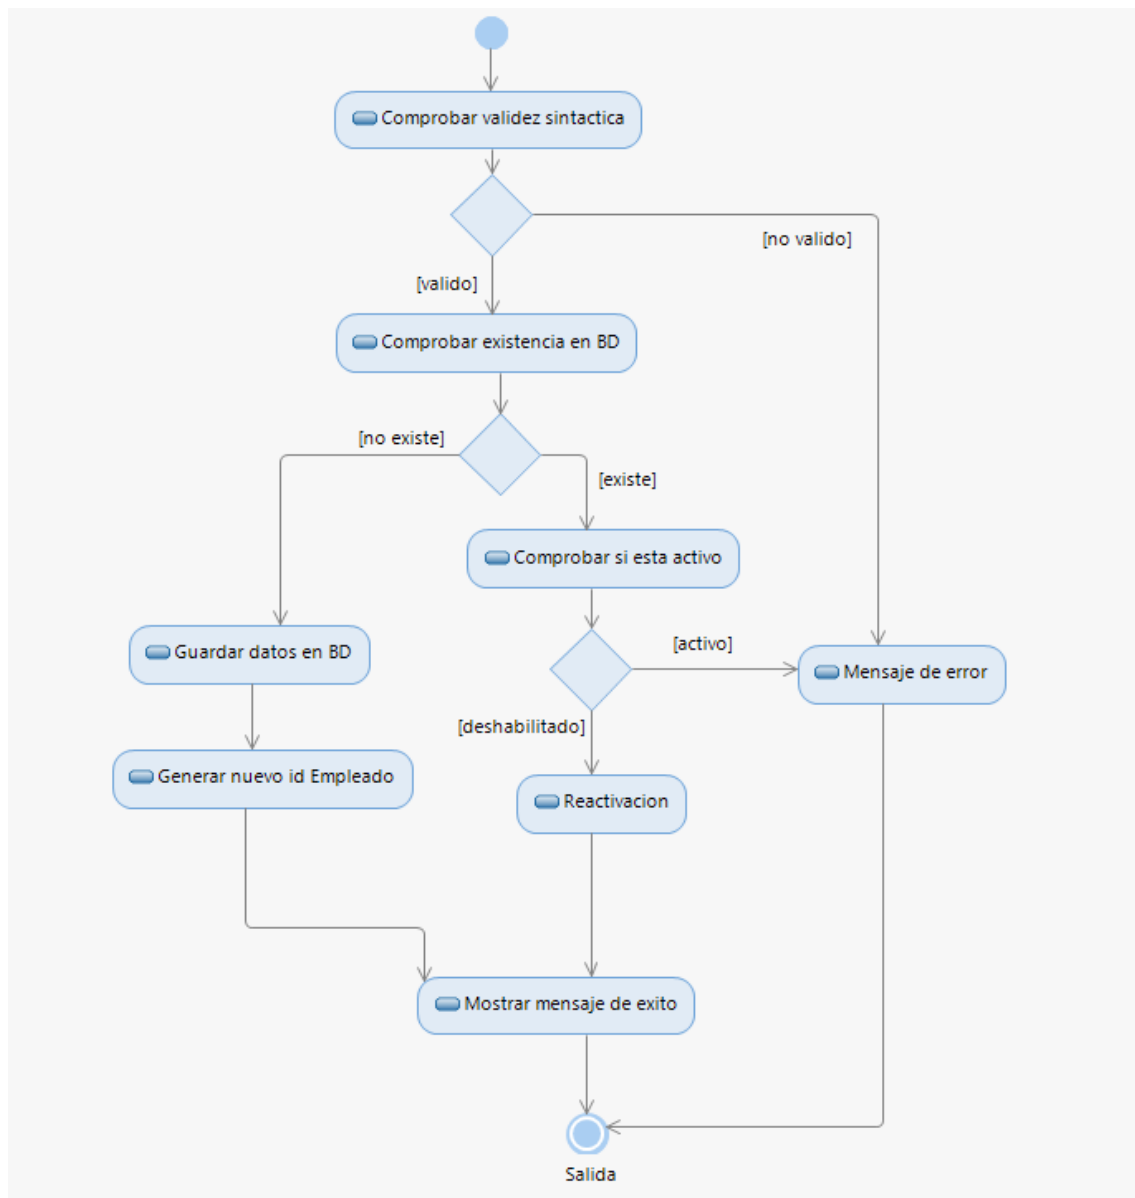 Comprobar validez sintactica
[no valido]
[valido]
Comprobar existencia en BD
[no existe]
[existe]
Comprobar si esta activo
[activo]
Guardar datos en BD
Mensaje de error
[deshabilitado]
Generar nuevo id Empleado
Reactivacion
Mostrar mensaje de exito
Salida